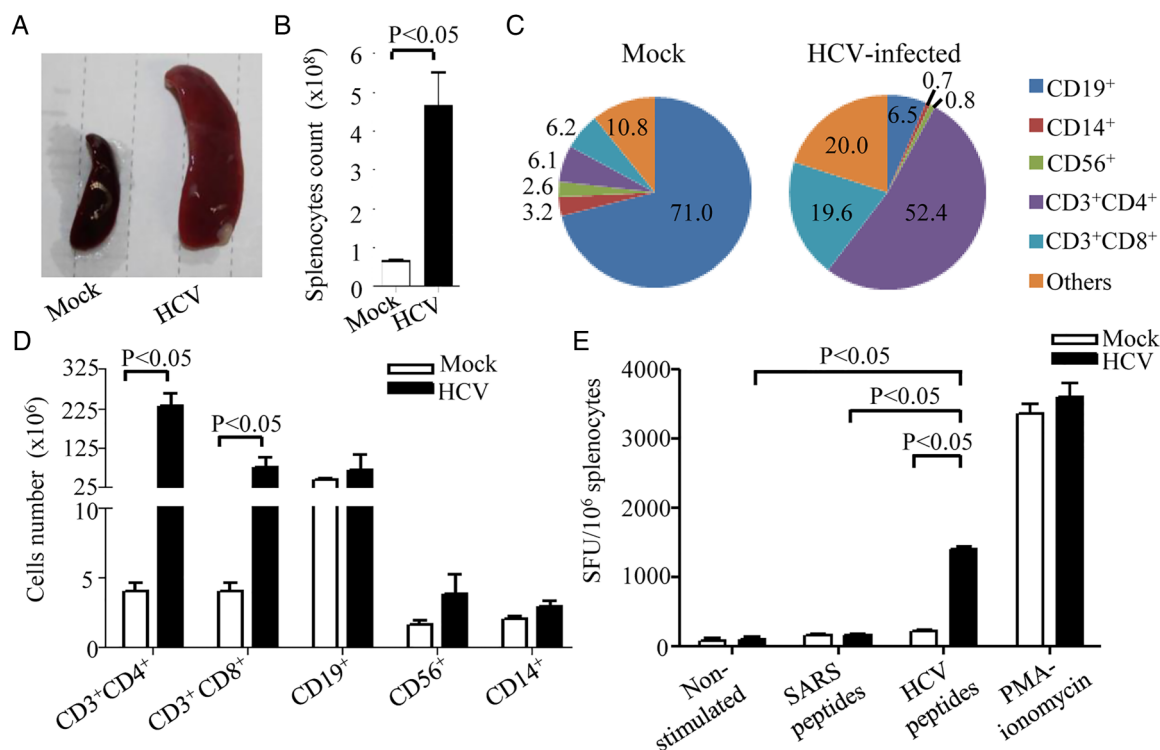 A
Mock
HCV
B
P<0.05
Splenocytes count (x10⁸)
6
5
4
3
2
1
0
Mock
HCV
C
Mock
HCV-infected
6.2
10.8
6.1
2.6
3.2
71.0
0.7
0.8
6.5
20.0
19.6
52.4
CD19⁺
CD14⁺
CD56⁺
CD3⁺CD4⁺
CD3⁺CD8⁺
Others
D
Mock
HCV
P<0.05
P<0.05
Cells number (x10⁶)
325
225
125
25
10
5
0
CD3⁺CD4⁺
CD3⁺ CD8⁺
CD19⁺
CD56⁺
CD14⁺
E
Mock
HCV
P<0.05
P<0.05
P<0.05
SFU/10⁶ splenocytes
4000
3000
2000
1000
0
Non-
stimulated
SARS
peptides
HCV
peptides
PMA-
ionomycin